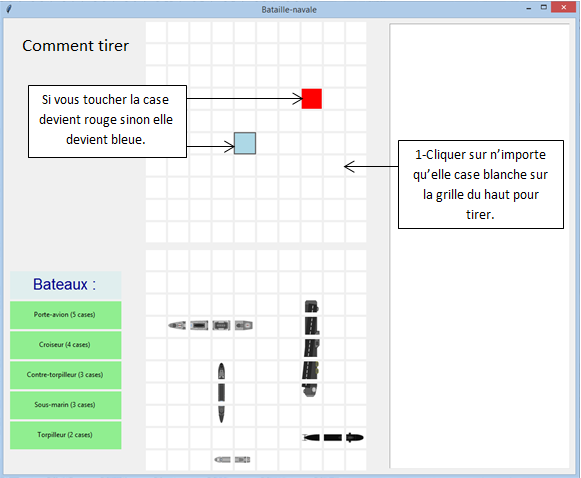 Bataille-navale
Comment tirer
Si vous toucher la case
devient rouge sinon elle
devient bleue.
1-Cliquer sur n’importe
qu’elle case blanche sur
la grille du haut pour
tirer.
Bateaux :
Porte-avion (5 cases)
Croiseur (4 cases)
Contre-torpilleur (3 cases)
Sous-marin (3 cases)
Torpilleur (2 cases)